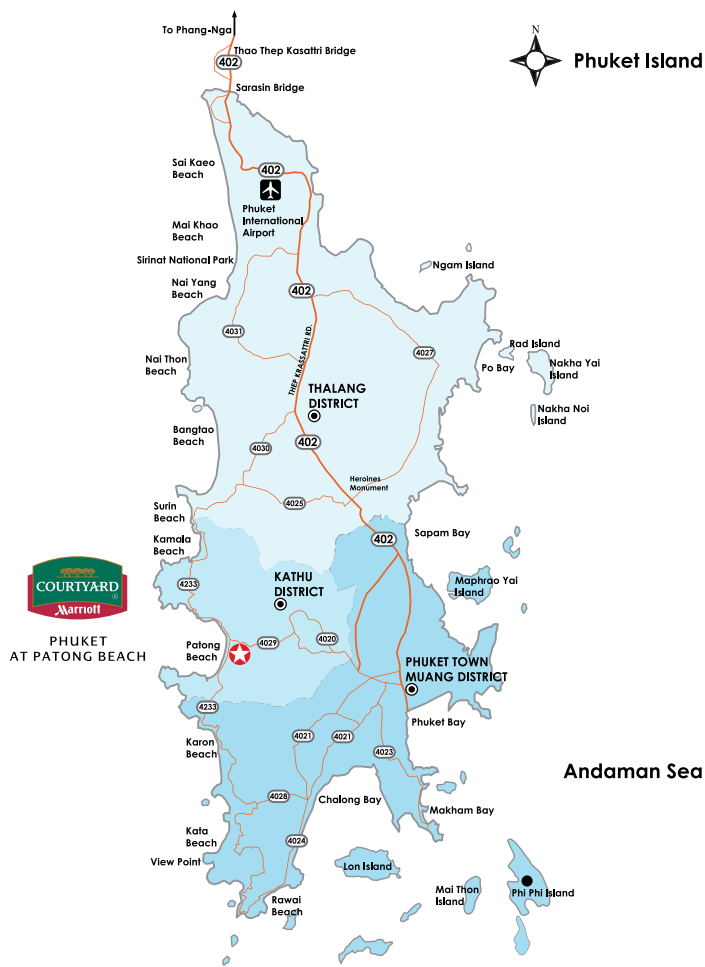 To Phang-Nga
Thao Thep Kasattri Bridge
402
Sarasin Bridge
N
Phuket Island
Sai Kaeo
Beach
402
Phuket
International
Airport
Mai Khao
Beach
Sirinat National Park
Nai Yang
Beach
402
Ngam Island
4031
THEP KRASSATTRI RD.
4027
Rad Island
Po Bay
Nakha Yai
Island
Nai Thon
Beach
THALANG
DISTRICT
Nakha Noi
Island
Bangtao
Beach
402
4030
Heroines
Monument
4025
Surin
Beach
Kamala
Beach
402
Sapam Bay
4233
KATHU
DISTRICT
Maphrao Yai
Island
COURTYARD
®
Marriott
PHUKET
AT PATONG BEACH
Patong
Beach
4029
4020
PHUKET TOWN
MUANG DISTRICT
4233
Phuket Bay
Karon
Beach
4021
4021
4023
Andaman Sea
4028
Chalong Bay
Makham Bay
Kata
Beach
4024
View Point
Lon Island
Mai Thon
Island
Phi Phi Island
Rawai
Beach